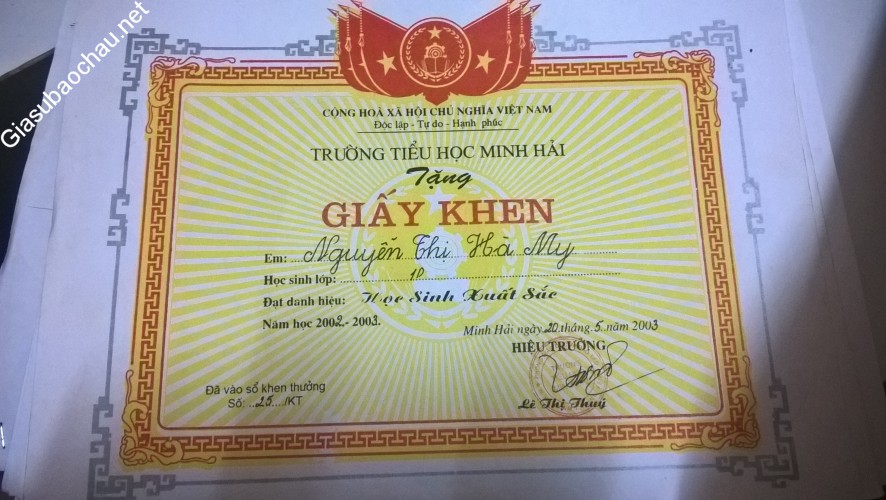 Giasubaochau.net
CỘNG HOÀ XÃ HỘI CHỦ NGHĨA VIỆT NAM
Độc lập - Tự do - Hạnh phúc
TRƯỜNG TIỂU HỌC MINH HẢI
Tặng
GIẤY KHEN
Em: Nguyễn Thị Hà My
Học sinh lớp: 1D
Đạt danh hiệu: Học Sinh Xuất Sắc
Năm học 2002 - 2003
Minh Hải ngày 20 tháng 5 năm 2003
HIỆU TRƯỞNG
Đã vào sổ khen thưởng
Số: 25/KT
Lê Thị Thuỷ